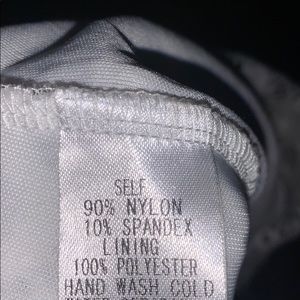 SELF
90% NYLON
10% SPANDEX
LINING
100% POLYESTER
HAND WASH COLD